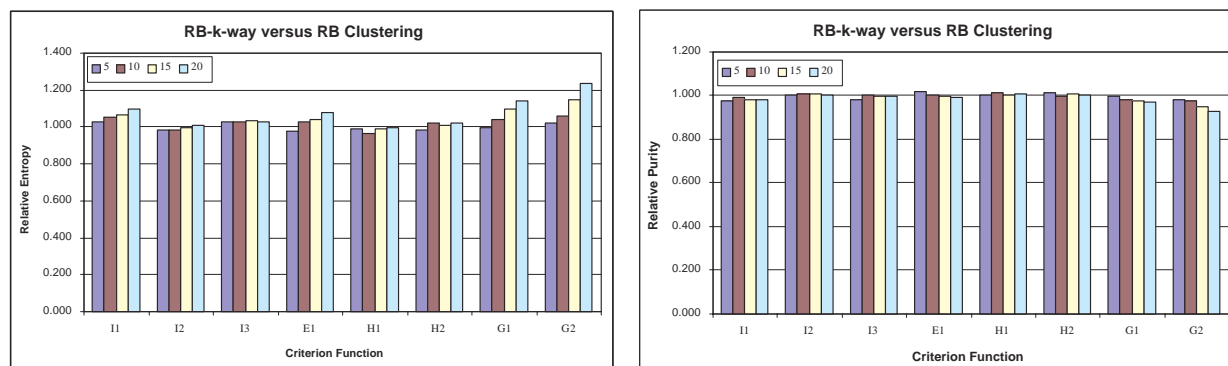 RB-k-way versus RB Clustering
1.400
1.200
1.000
0.800
0.600
0.400
0.200
0.000
5 10 15 20
Relative Entropy
I1 I2 I3 E1 H1 H2 G1 G2
Criterion Function
RB-k-way versus RB Clustering
1.200
1.000
0.800
0.600
0.400
0.200
0.000
5 10 15 20
Relative Purity
I1 I2 I3 E1 H1 H2 G1 G2
Criterion Function